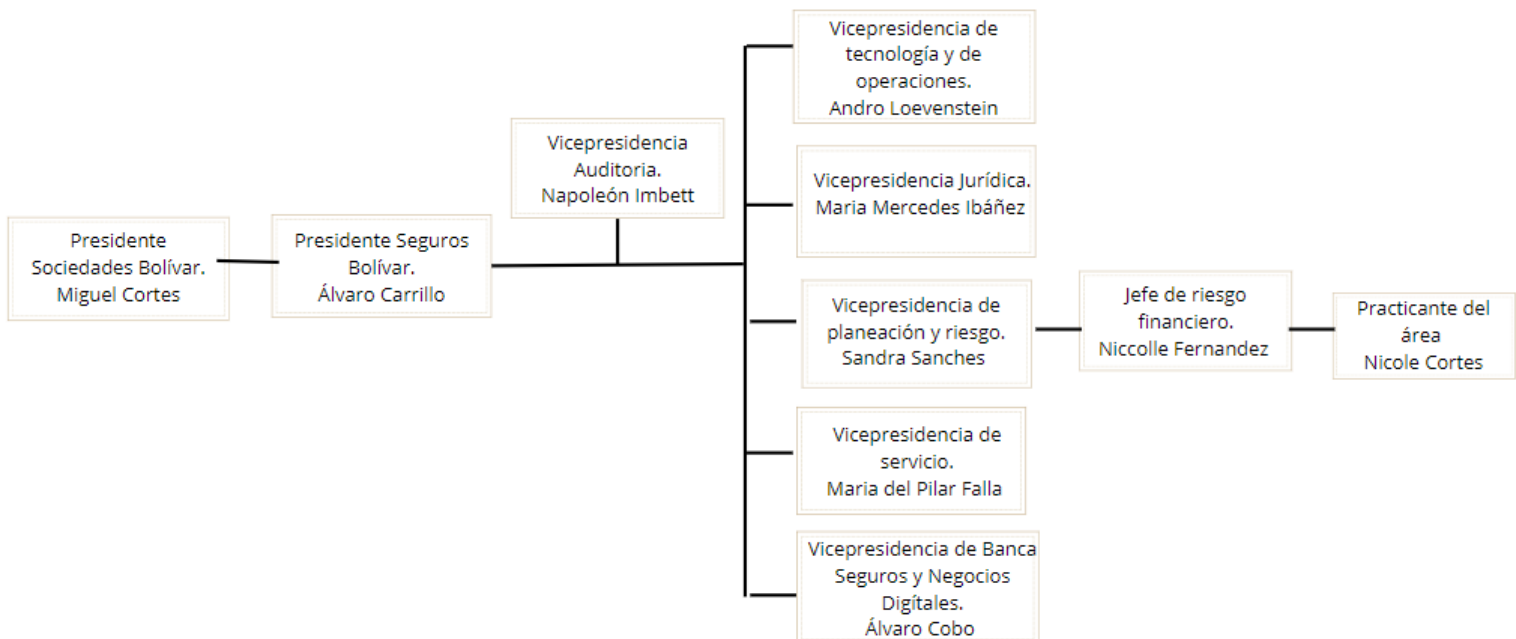 Presidente
Sociedades Bolívar.
Miguel Cortes
Presidente Seguros
Bolívar.
Álvaro Carrillo
Vicepresidencia
Auditoria.
Napoleón Imbett
Vicepresidencia de
tecnología y de
operaciones.
Andro Loevenstein
Vicepresidencia Jurídica.
Maria Mercedes Ibáñez
Vicepresidencia de
planeación y riesgo.
Sandra Sanches
Jefe de riesgo
financiero.
Niccolle Fernandez
Practicante del
área
Nicole Cortes
Vicepresidencia de
servicio.
Maria del Pilar Falla
Vicepresidencia de Banca
Seguros y Negocios
Digítales.
Álvaro Cobo